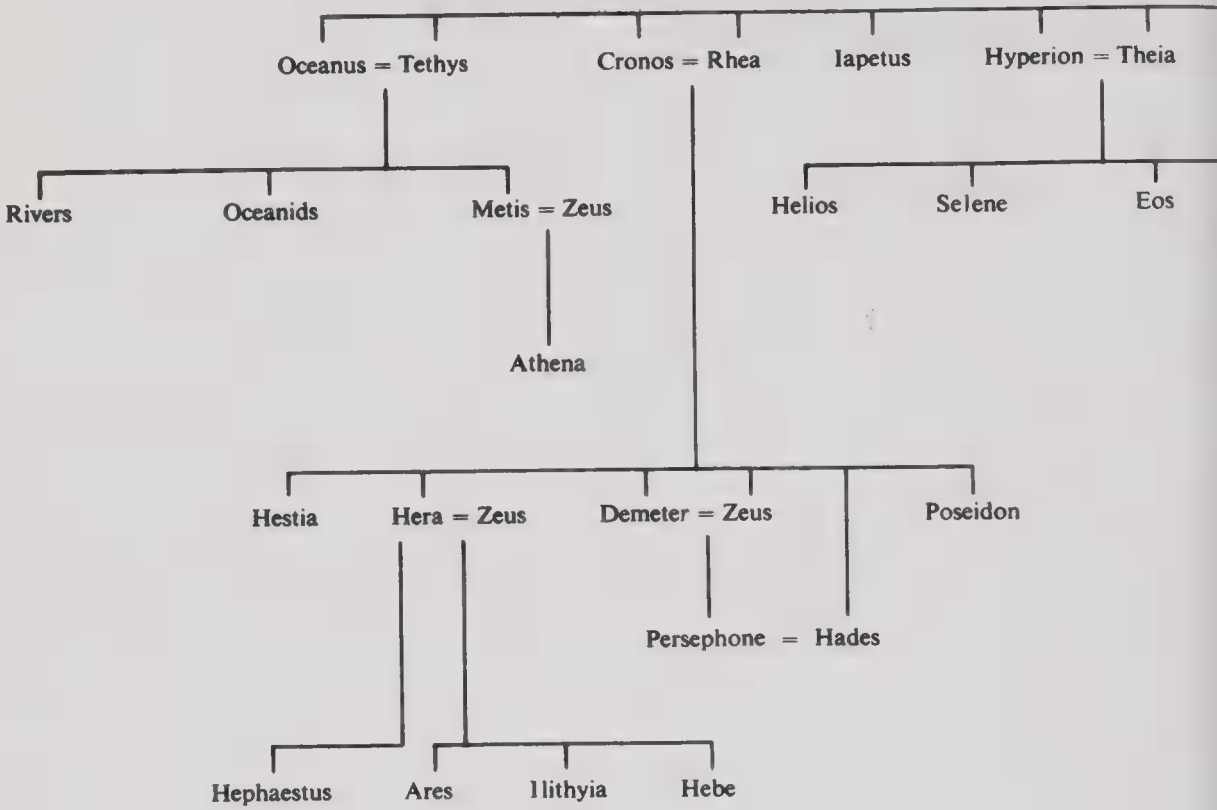 Oceanus = Tethys Cronos = Rhea Iapetus Hyperion = Theia
Rivers Oceanids Metis = Zeus Helios Selene Eos
Athena
Hestia Hera = Zeus Demeter = Zeus Poseidon
Persephone = Hades
Hephaestus Ares Ilithyia Hebe